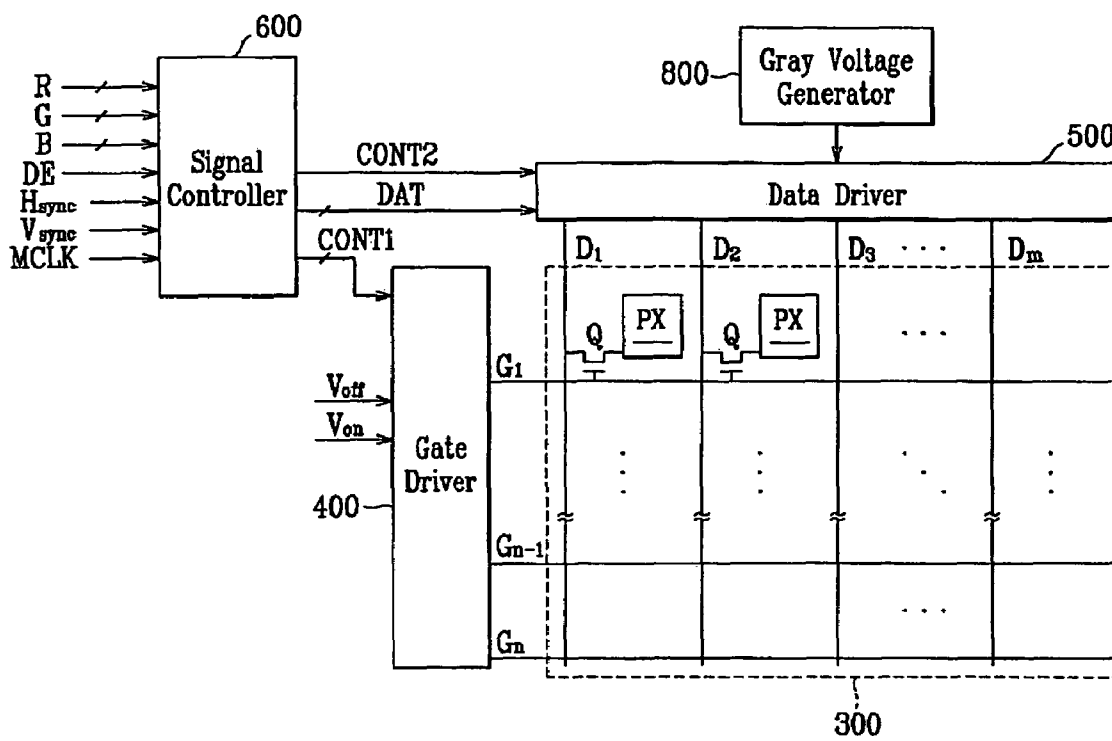 600
R
G
B
DE
Hsync
Vsync
MCLK
Signal
Controller
CONT2
DAT
CONT1
800
Gray Voltage
Generator
500
Data Driver
D1
D2
D3
. . .
Dm
Q
PX
Q
PX
. . .
G1
Voff
Von
Gate
Driver
400
Gn-1
. . .
Gn
300